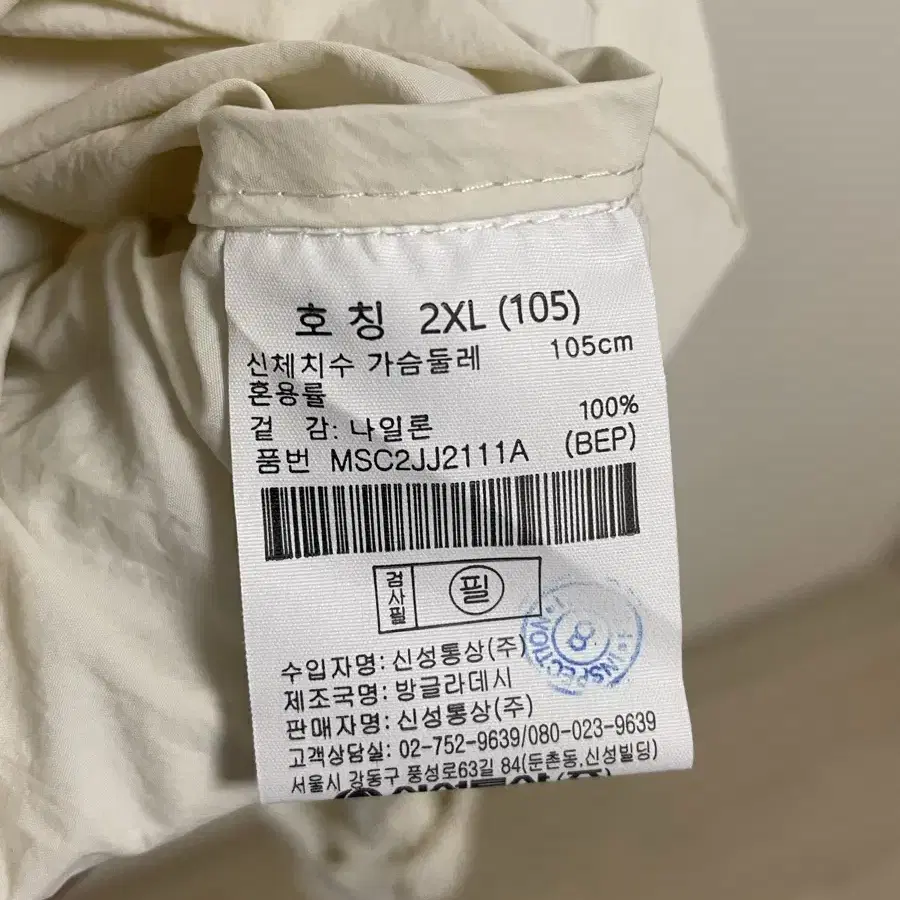 호칭 2XL (105)
신체치수 가슴둘레 105cm
혼용률
겉 감: 나일론 100%
품번 MSC2JJ2111A (BEP)
검사필 필
INSPECTION 8
수입자명: 신성통상(주)
제조국명: 방글라데시
판매자명: 신성통상(주)
고객상담실: 02-752-9639/080-023-9639
서울시 강동구 풍성로63길 84(둔촌동,신성빌딩)